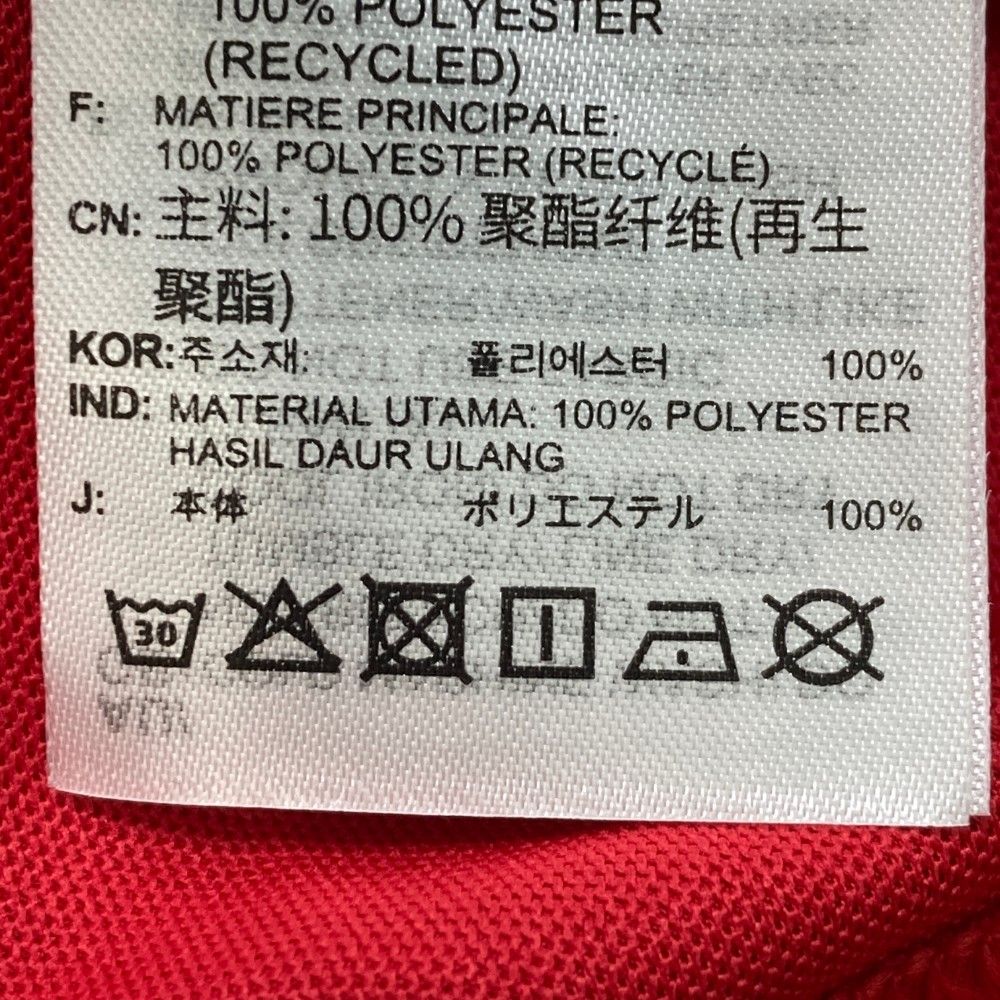 100% POLYESTER
(RECYCLED)
F: MATIERE PRINCIPALE:
100% POLYESTER (RECYCLÉ)
CN: 主料: 100% 聚酯纤维(再生
聚酯)
KOR: 주소재: 폴리에스터 100%
IND: MATERIAL UTAMA: 100% POLYESTER
HASIL DAUR ULANG
J: 本体 ポリエステル 100%
30